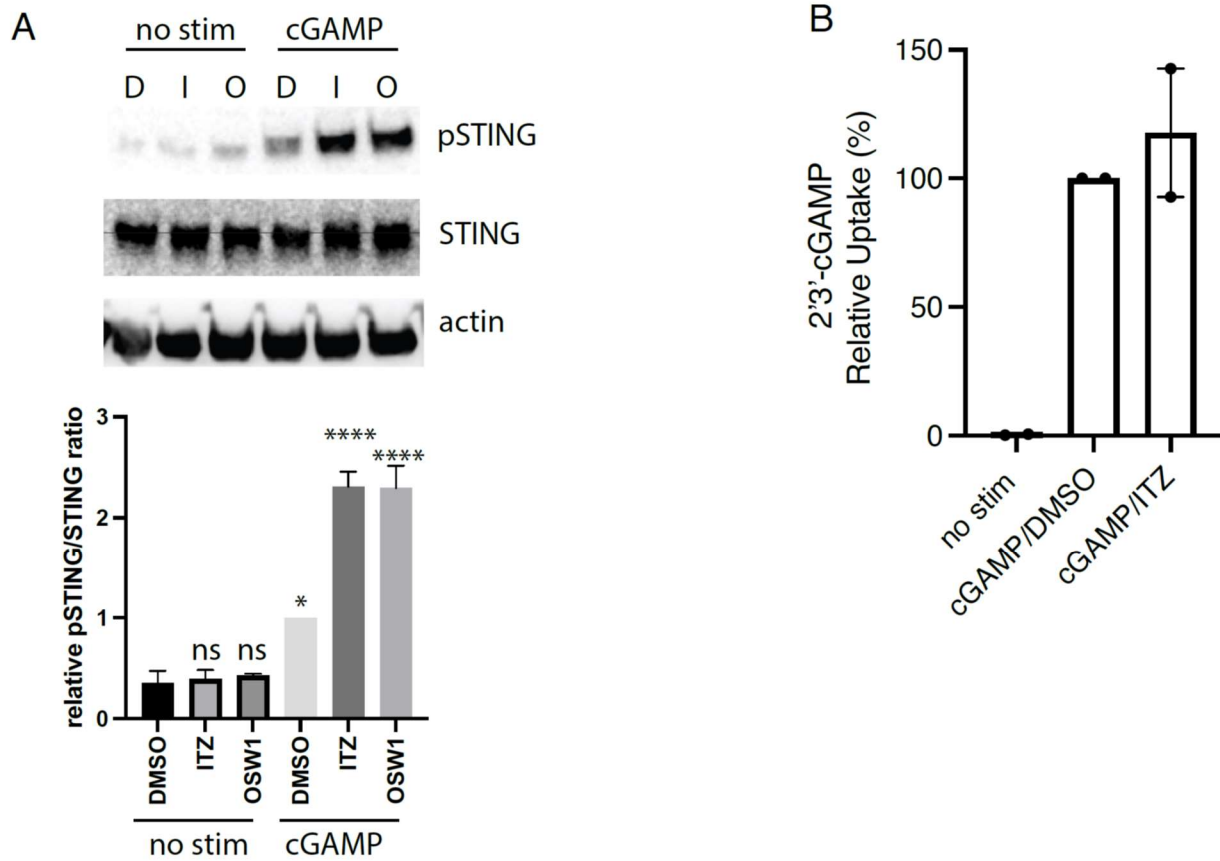 A
no stim cGAMP
D I O D I O
pSTING
STING
actin
relative pSTING/STING ratio
3
2
1
0
ns ns * **** ****
DMSO ITZ OSW1 DMSO ITZ OSW1
no stim cGAMP
B
2'3'-cGAMP
Relative Uptake (%)
150
100
50
0
no stim
cGAMP/DMSO
cGAMP/ITZ